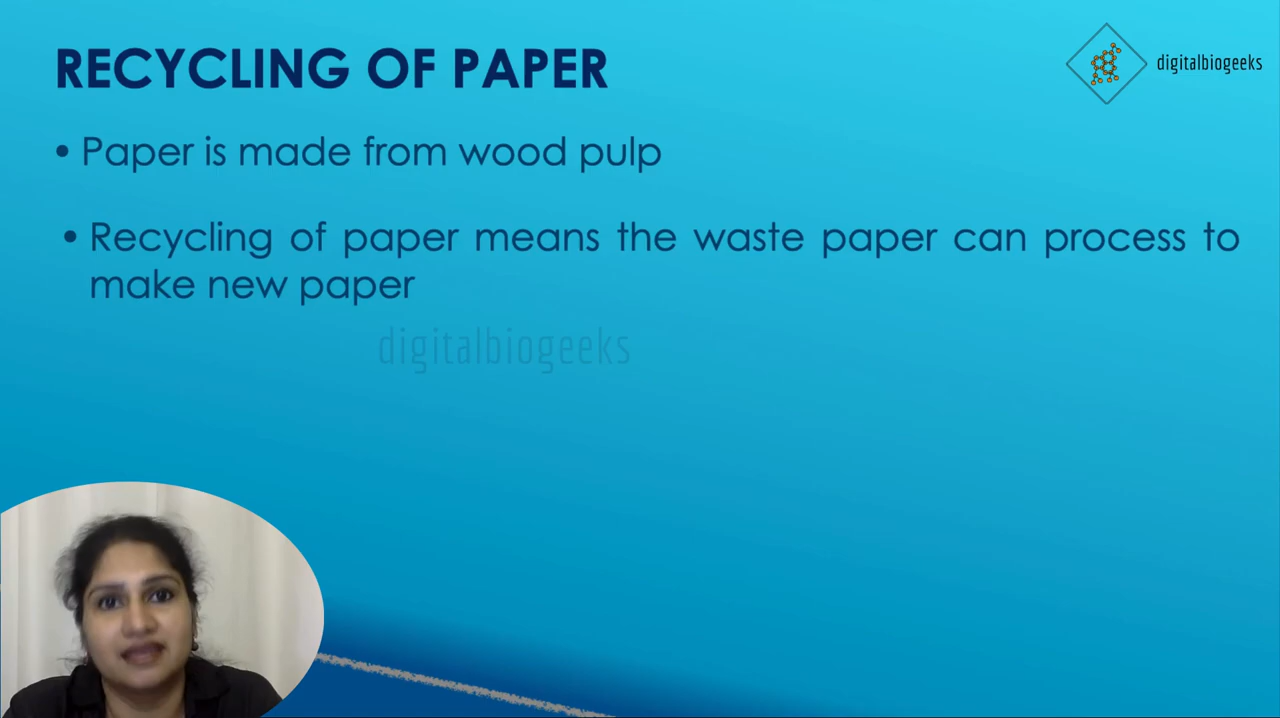 RECYCLING OF PAPER
digitalbiogeeks
• Paper is made from wood pulp
• Recycling of paper means the waste paper can process to
make new paper
digitalbiogeeks